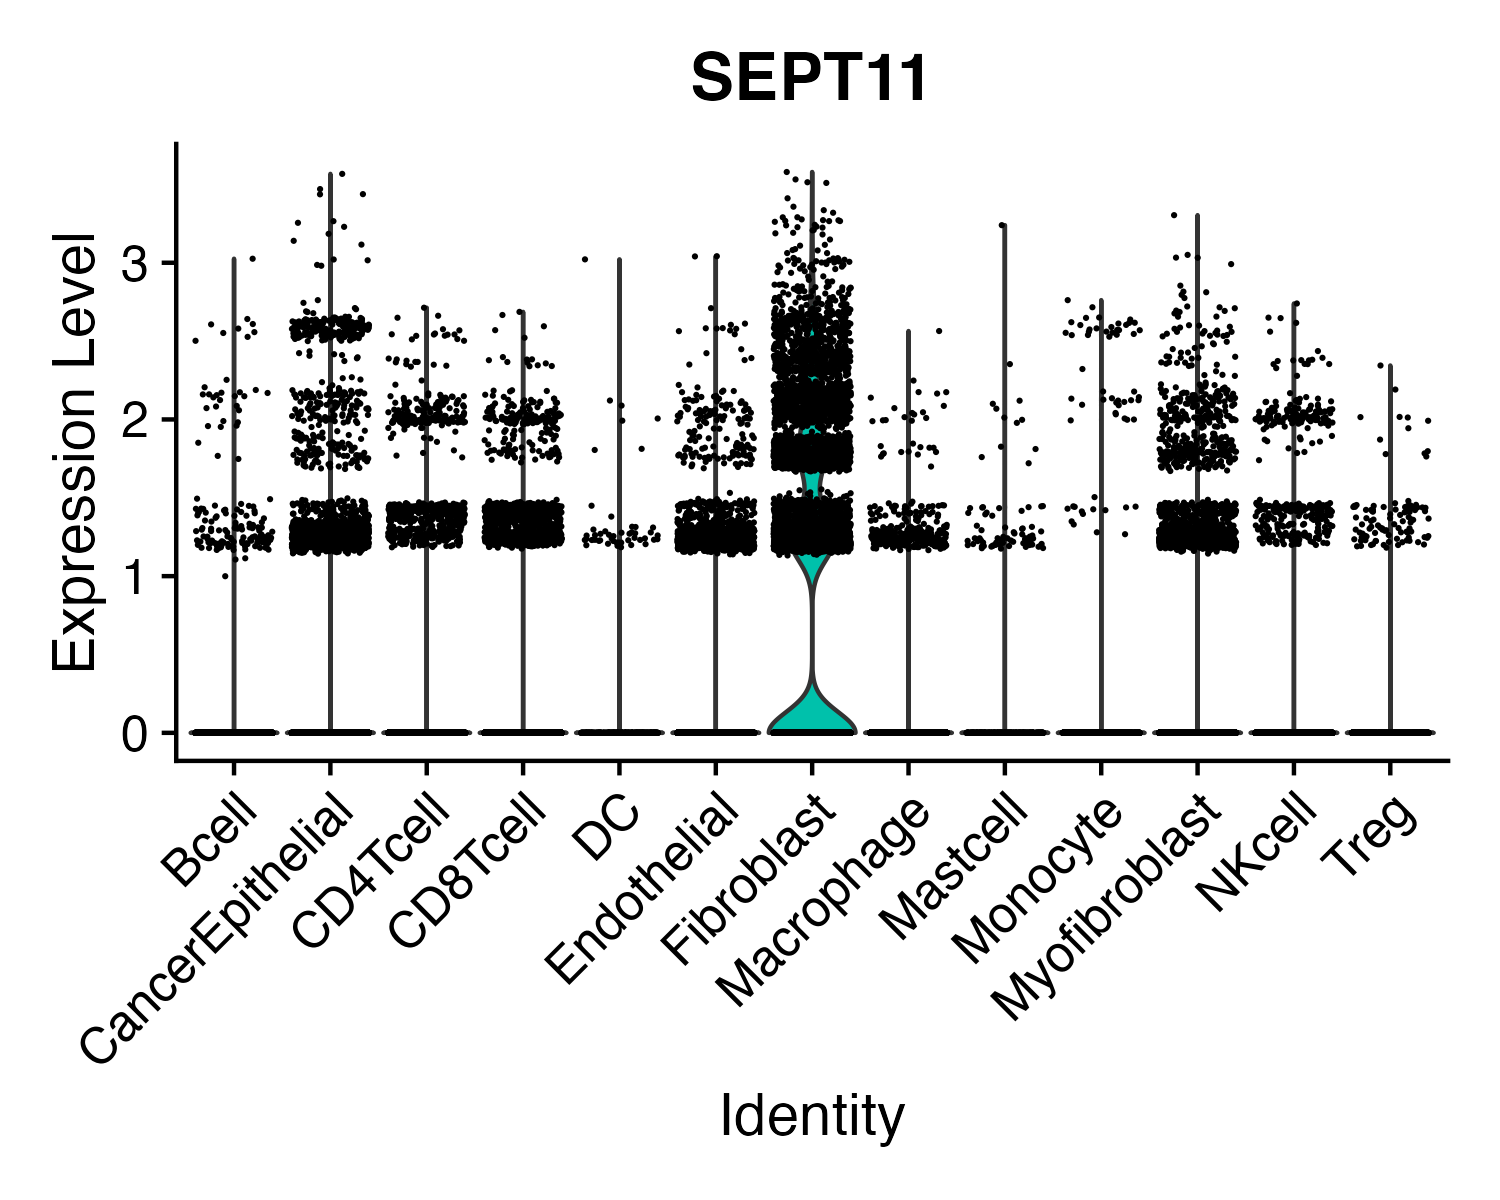 SEPT11
Expression Level
3
2
1
0
Bcell
CancerEpithelial
CD4Tcell
CD8Tcell
DC
Endothelial
Fibroblast
Macrophage
Mastcell
Monocyte
Myofibroblast
NKcell
Treg
Identity